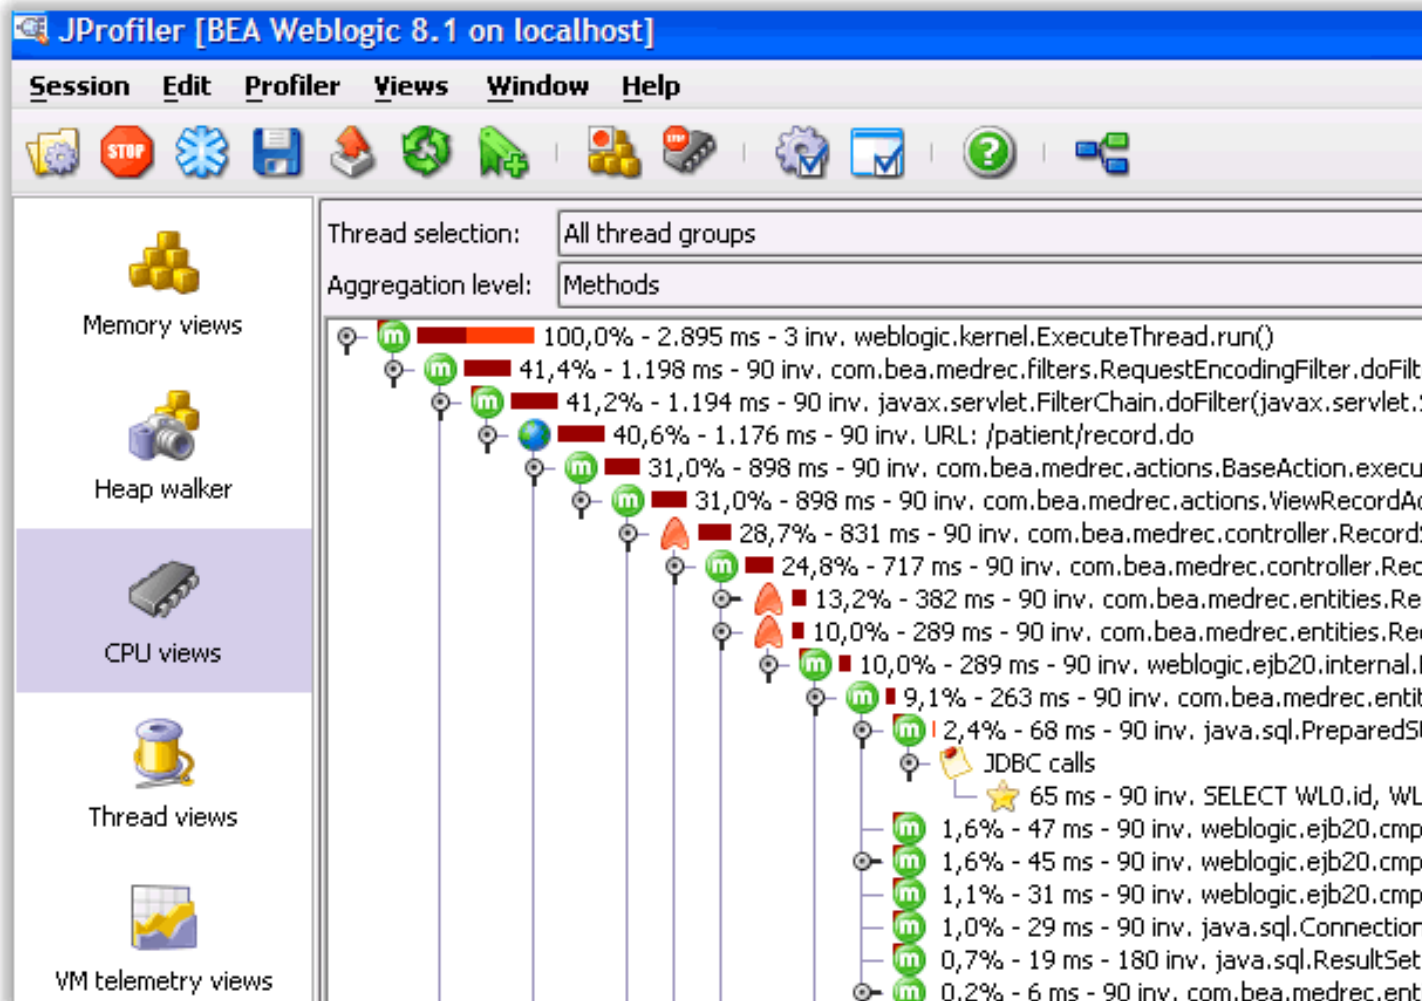 JProfiler [BEA Weblogic 8.1 on localhost]
Session Edit Profiler Views Window Help
STOP STOP
Thread selection: All thread groups
Aggregation level: Methods
Memory views
Heap walker
CPU views
Thread views
VM telemetry views
m 100,0% - 2.895 ms - 3 inv. weblogic.kernel.ExecuteThread.run()
m 41,4% - 1.198 ms - 90 inv. com.bea.medrec.filters.RequestEncodingFilter.doFilt
m 41,2% - 1.194 ms - 90 inv. javax.servlet.FilterChain.doFilter(javax.servlet.S
40,6% - 1.176 ms - 90 inv. URL: /patient/record.do
m 31,0% - 898 ms - 90 inv. com.bea.medrec.actions.BaseAction.execu
m 31,0% - 898 ms - 90 inv. com.bea.medrec.actions.ViewRecordAc
28,7% - 831 ms - 90 inv. com.bea.medrec.controller.RecordS
m 24,8% - 717 ms - 90 inv. com.bea.medrec.controller.Rec
13,2% - 382 ms - 90 inv. com.bea.medrec.entities.Re
10,0% - 289 ms - 90 inv. com.bea.medrec.entities.Rec
m 10,0% - 289 ms - 90 inv. weblogic.ejb20.internal.
m 9,1% - 263 ms - 90 inv. com.bea.medrec.entit
m 2,4% - 68 ms - 90 inv. java.sql.PreparedSt
JDBC calls
65 ms - 90 inv. SELECT WL0.id, WL
m 1,6% - 47 ms - 90 inv. weblogic.ejb20.cmp
m 1,6% - 45 ms - 90 inv. weblogic.ejb20.cmp
m 1,1% - 31 ms - 90 inv. weblogic.ejb20.cmp
m 1,0% - 29 ms - 90 inv. java.sql.Connection
m 0,7% - 19 ms - 180 inv. java.sql.ResultSet
m 0,2% - 6 ms - 90 inv. com.bea.medrec.ent